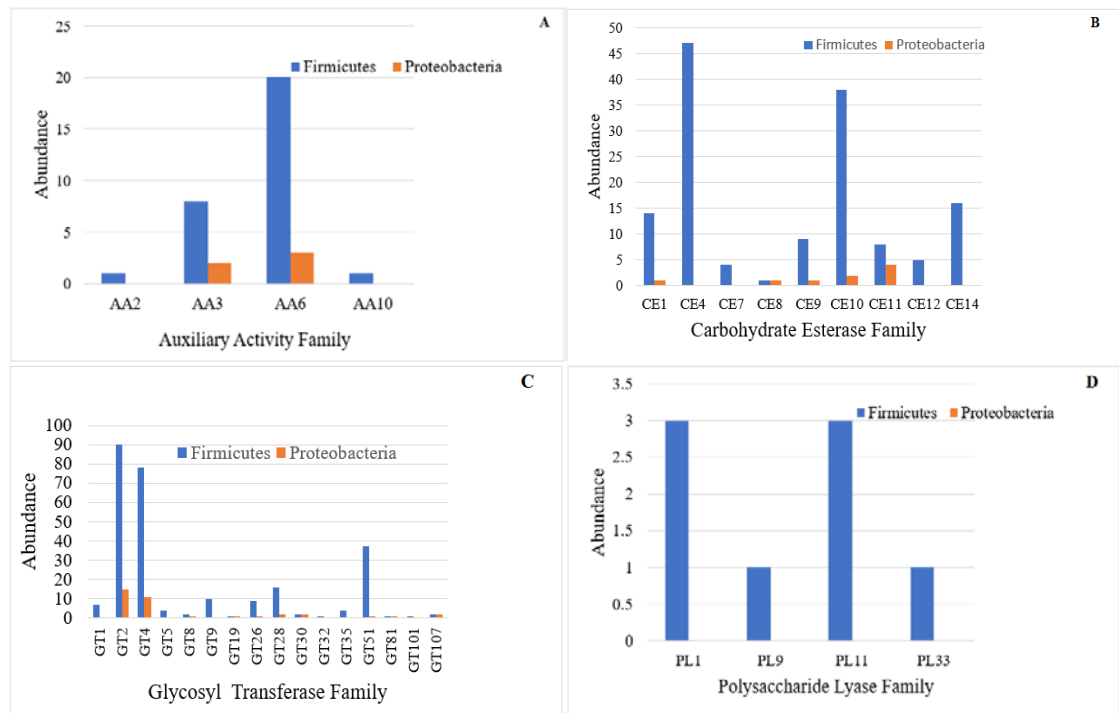 A
25
20
15
10
5
0
Abundance
Firmicutes Proteobacteria
AA2 AA3 AA6 AA10
Auxiliary Activity Family
B
50
45
40
35
30
25
20
15
10
5
0
Abundance
Firmicutes Proteobacteria
CE1 CE4 CE7 CE8 CE9 CE10 CE11 CE12 CE14
Carbohydrate Esterase Family
C
100
90
80
70
60
50
40
30
20
10
0
Abundance
Firmicutes Proteobacteria
GT1 GT2 GT4 GT5 GT8 GT9 GT19 GT26 GT28 GT30 GT32 GT35 GT51 GT81 GT101 GT107
Glycosyl Transferase Family
D
3.5
3
2.5
2
1.5
1
0.5
0
Abundance
Firmicutes Proteobacteria
PL1 PL9 PL11 PL33
Polysaccharide Lyase Family